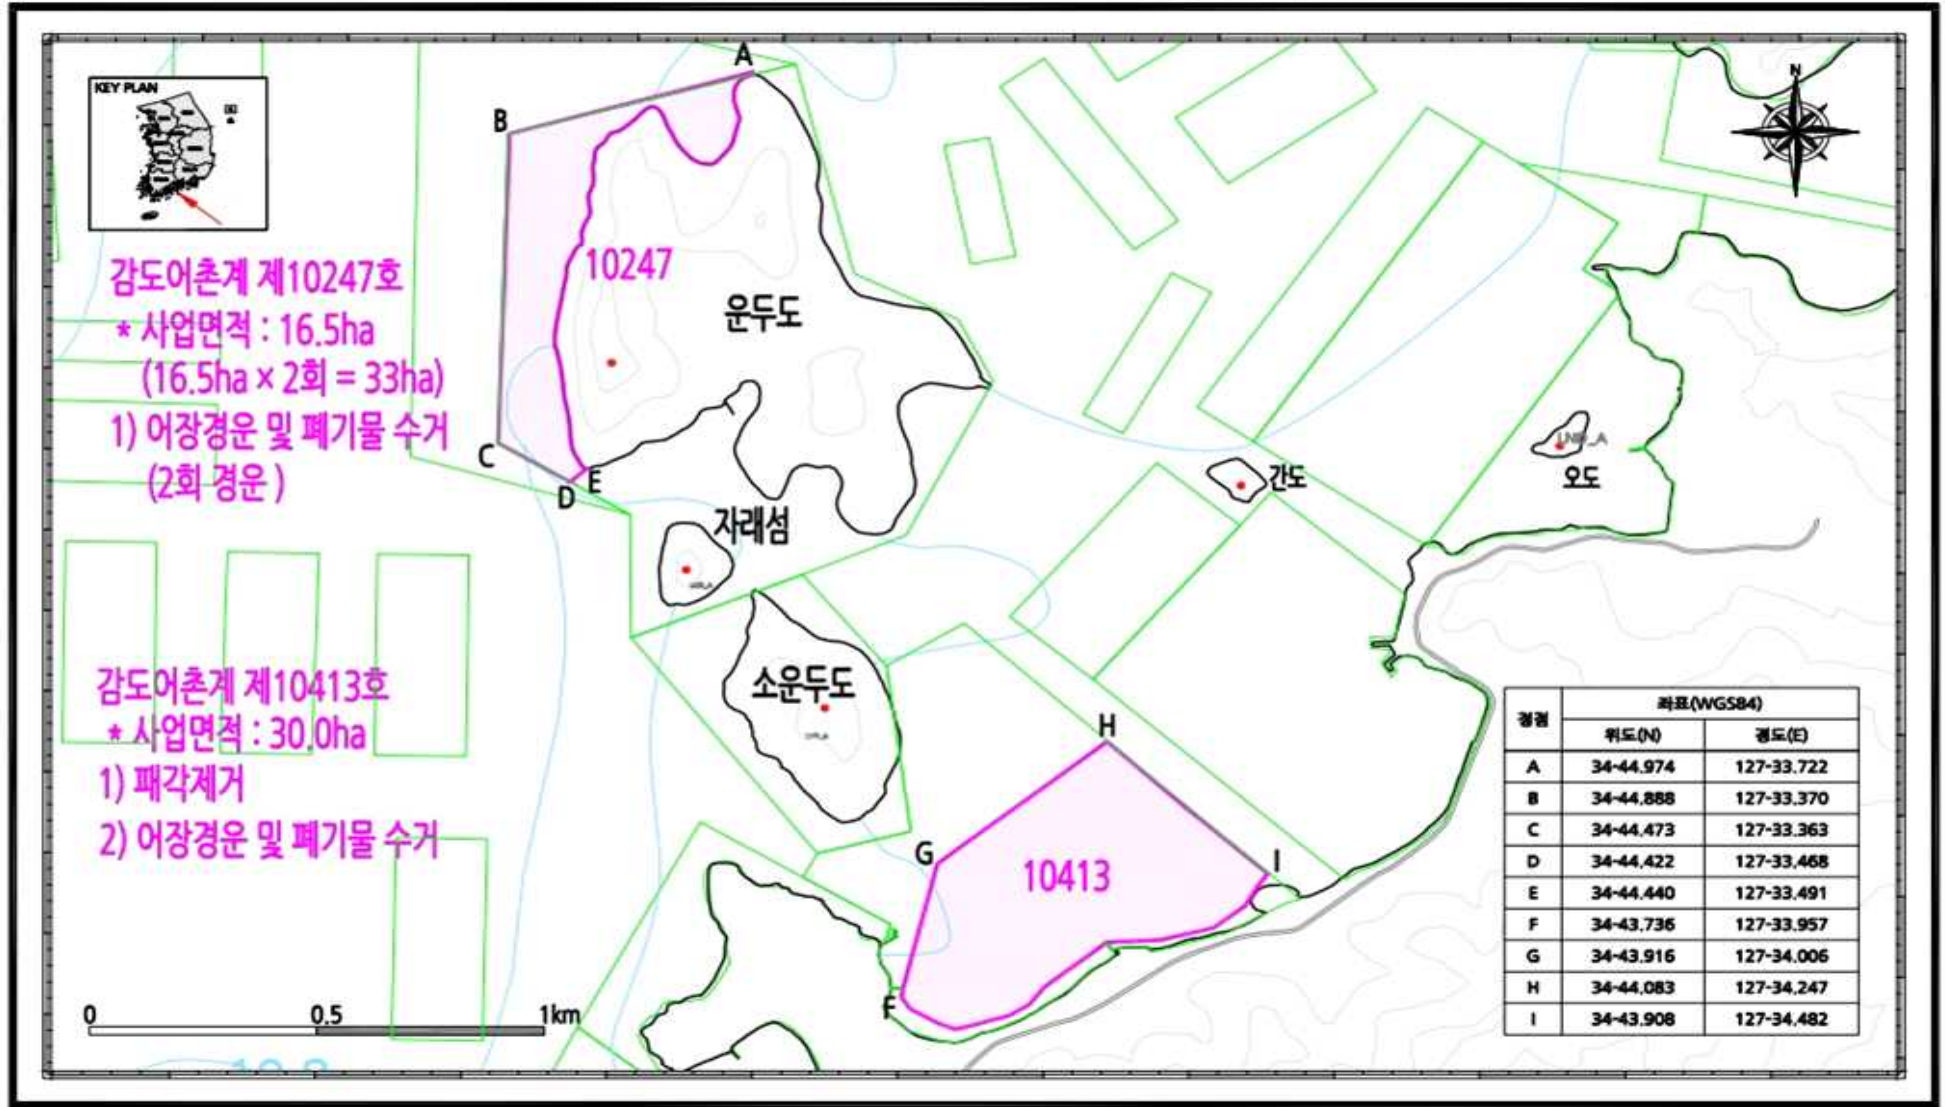 KEY PLAN
A
N
B
10247
감도어촌계 제10247호
* 사업면적 : 16.5ha
(16.5ha × 2회 = 33ha)
1) 어장경운 및 폐기물 수거
(2회 경운 )
운두도
C
E
D
자래섬
간도
오도
소운두도
감도어촌계 제10413호
* 사업면적 : 30.0ha
1) 패각제거
2) 어장경운 및 폐기물 수거
H
G
I
10413
F
0 0.5 1km
좌표(WGS84)
위도(N) 경도(E)
A 34-44.974 127-33.722
B 34-44.888 127-33.370
C 34-44.473 127-33.363
D 34-44.422 127-33.468
E 34-44.440 127-33.491
F 34-43.736 127-33.957
G 34-43.916 127-34.006
H 34-44.083 127-34.247
I 34-43.908 127-34.482